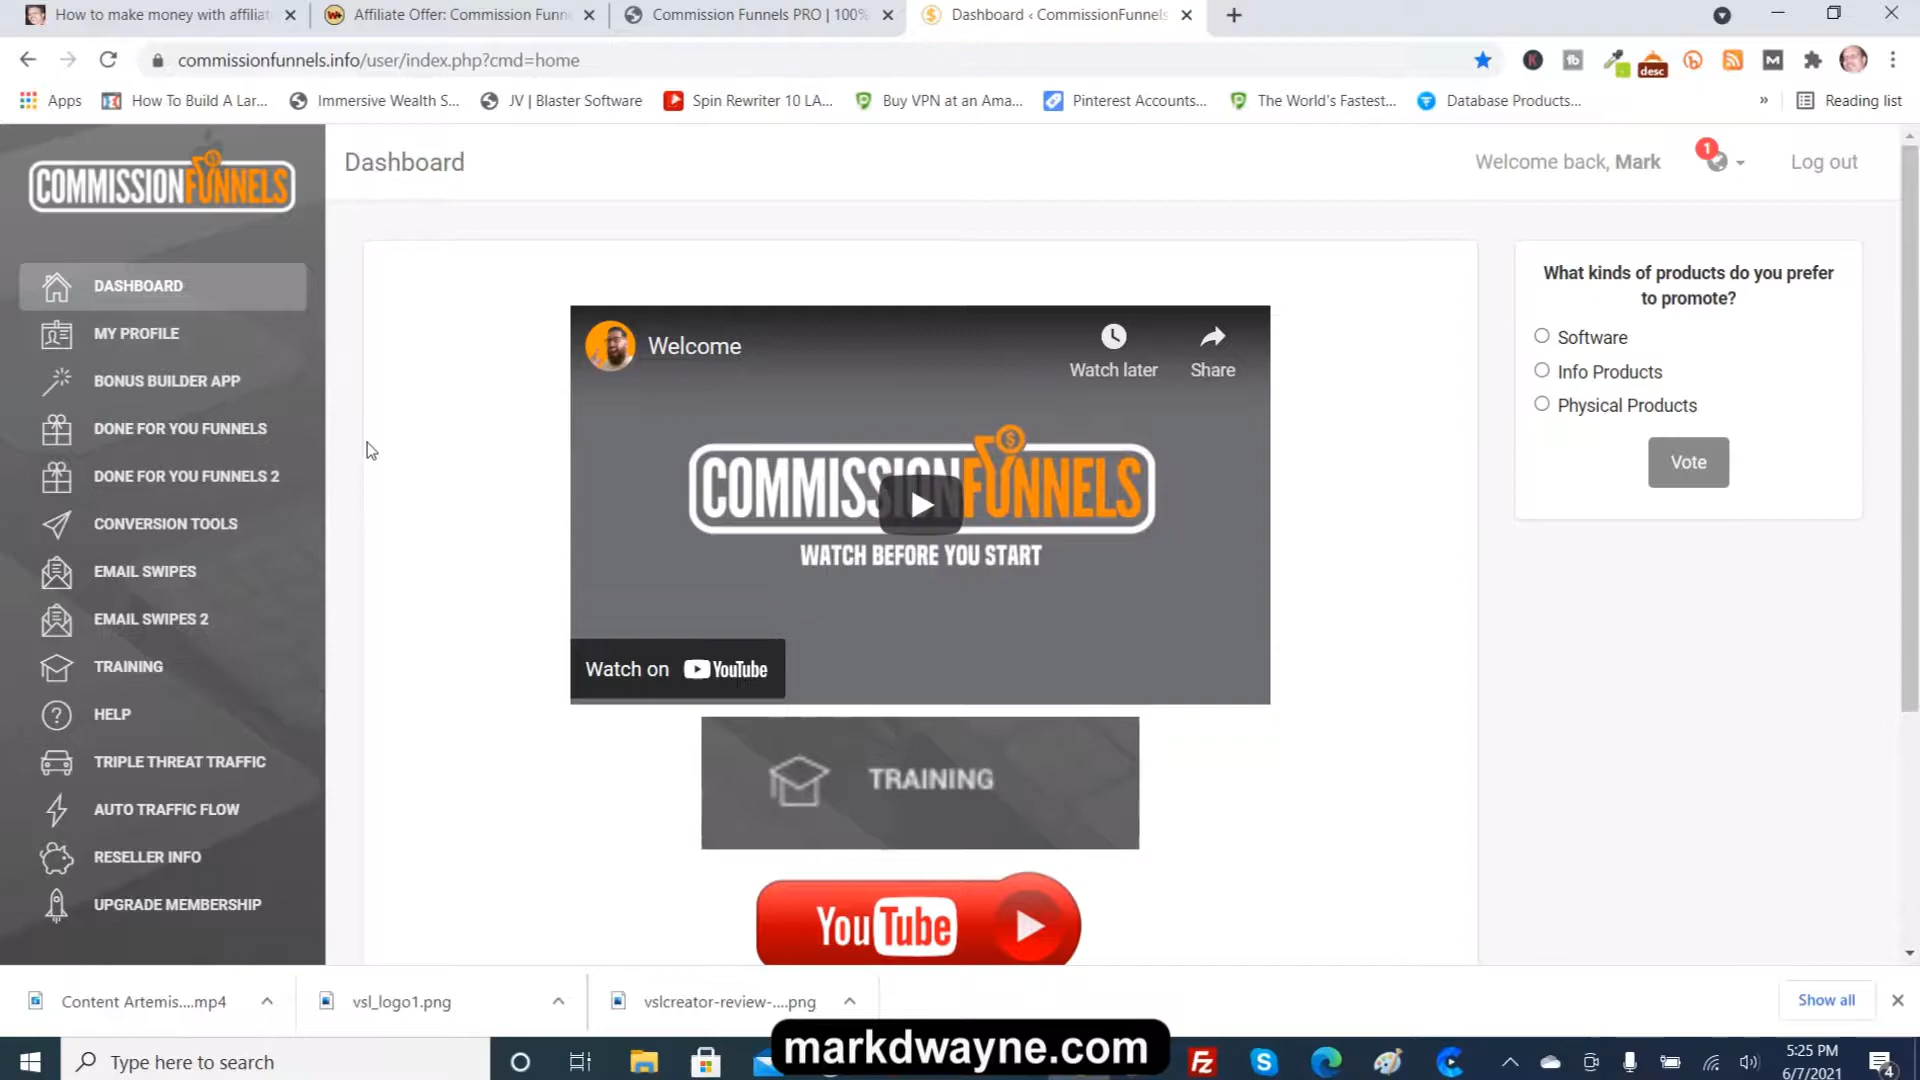 How to make money with affiliat
Affiliate Offer: Commission Funn
Commission Funnels PRO | 100%
Dashboard ‹ CommissionFunnels
commissionfunnels.info/user/index.php?cmd=home
desc
Apps
How To Build A Lar...
Immersive Wealth S...
JV | Blaster Software
Spin Rewriter 10 LA...
Buy VPN at an Ama...
Pinterest Accounts...
The World's Fastest...
Database Products...
»
Reading list
COMMISSIONFUNNELS
Dashboard
Welcome back, Mark
1
Log out
DASHBOARD
MY PROFILE
BONUS BUILDER APP
DONE FOR YOU FUNNELS
DONE FOR YOU FUNNELS 2
CONVERSION TOOLS
EMAIL SWIPES
EMAIL SWIPES 2
TRAINING
HELP
TRIPLE THREAT TRAFFIC
AUTO TRAFFIC FLOW
RESELLER INFO
UPGRADE MEMBERSHIP
Welcome
Watch later
Share
COMMISSIONFUNNELS
WATCH BEFORE YOU START
Watch on YouTube
TRAINING
YouTube
What kinds of products do you prefer
to promote?
Software
Info Products
Physical Products
Vote
Content Artemis....mp4
vsl_logo1.png
vslcreator-review-....png
Show all
Type here to search
markdwayne.com
5:25 PM
6/7/2021
4